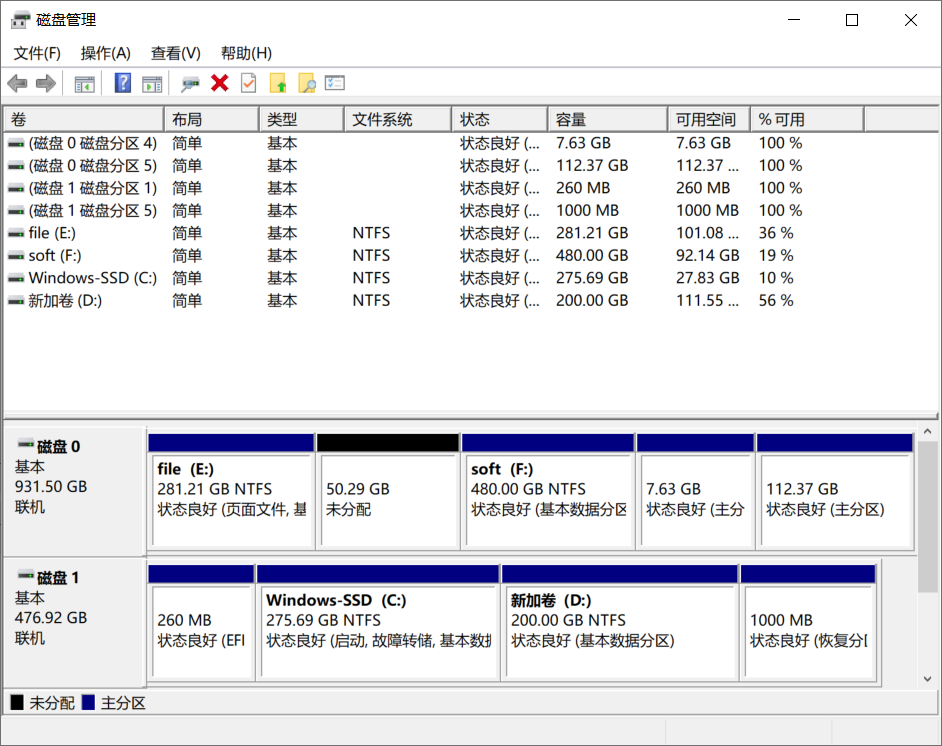 磁盘管理
文件(F) 操作(A) 查看(V) 帮助(H)
卷 布局 类型 文件系统 状态 容量 可用空间 % 可用
(磁盘 0 磁盘分区 4) 简单 基本 状态良好 (... 7.63 GB 7.63 GB 100 %
(磁盘 0 磁盘分区 5) 简单 基本 状态良好 (... 112.37 GB 112.37 ... 100 %
(磁盘 1 磁盘分区 1) 简单 基本 状态良好 (... 260 MB 260 MB 100 %
(磁盘 1 磁盘分区 5) 简单 基本 状态良好 (... 1000 MB 1000 MB 100 %
file (E:) 简单 基本 NTFS 状态良好 (... 281.21 GB 101.08 ... 36 %
soft (F:) 简单 基本 NTFS 状态良好 (... 480.00 GB 92.14 GB 19 %
Windows-SSD (C:) 简单 基本 NTFS 状态良好 (... 275.69 GB 27.83 GB 10 %
新加卷 (D:) 简单 基本 NTFS 状态良好 (... 200.00 GB 111.55 ... 56 %
磁盘 0
基本
931.50 GB
联机
file (E:)
281.21 GB NTFS
状态良好 (页面文件, 基
50.29 GB
未分配
soft (F:)
480.00 GB NTFS
状态良好 (基本数据分区
7.63 GB
状态良好 (主分
112.37 GB
状态良好 (主分区)
磁盘 1
基本
476.92 GB
联机
260 MB
状态良好 (EFI
Windows-SSD (C:)
275.69 GB NTFS
状态良好 (启动, 故障转储, 基本数据
新加卷 (D:)
200.00 GB NTFS
状态良好 (基本数据分区)
1000 MB
状态良好 (恢复分区
未分配 主分区